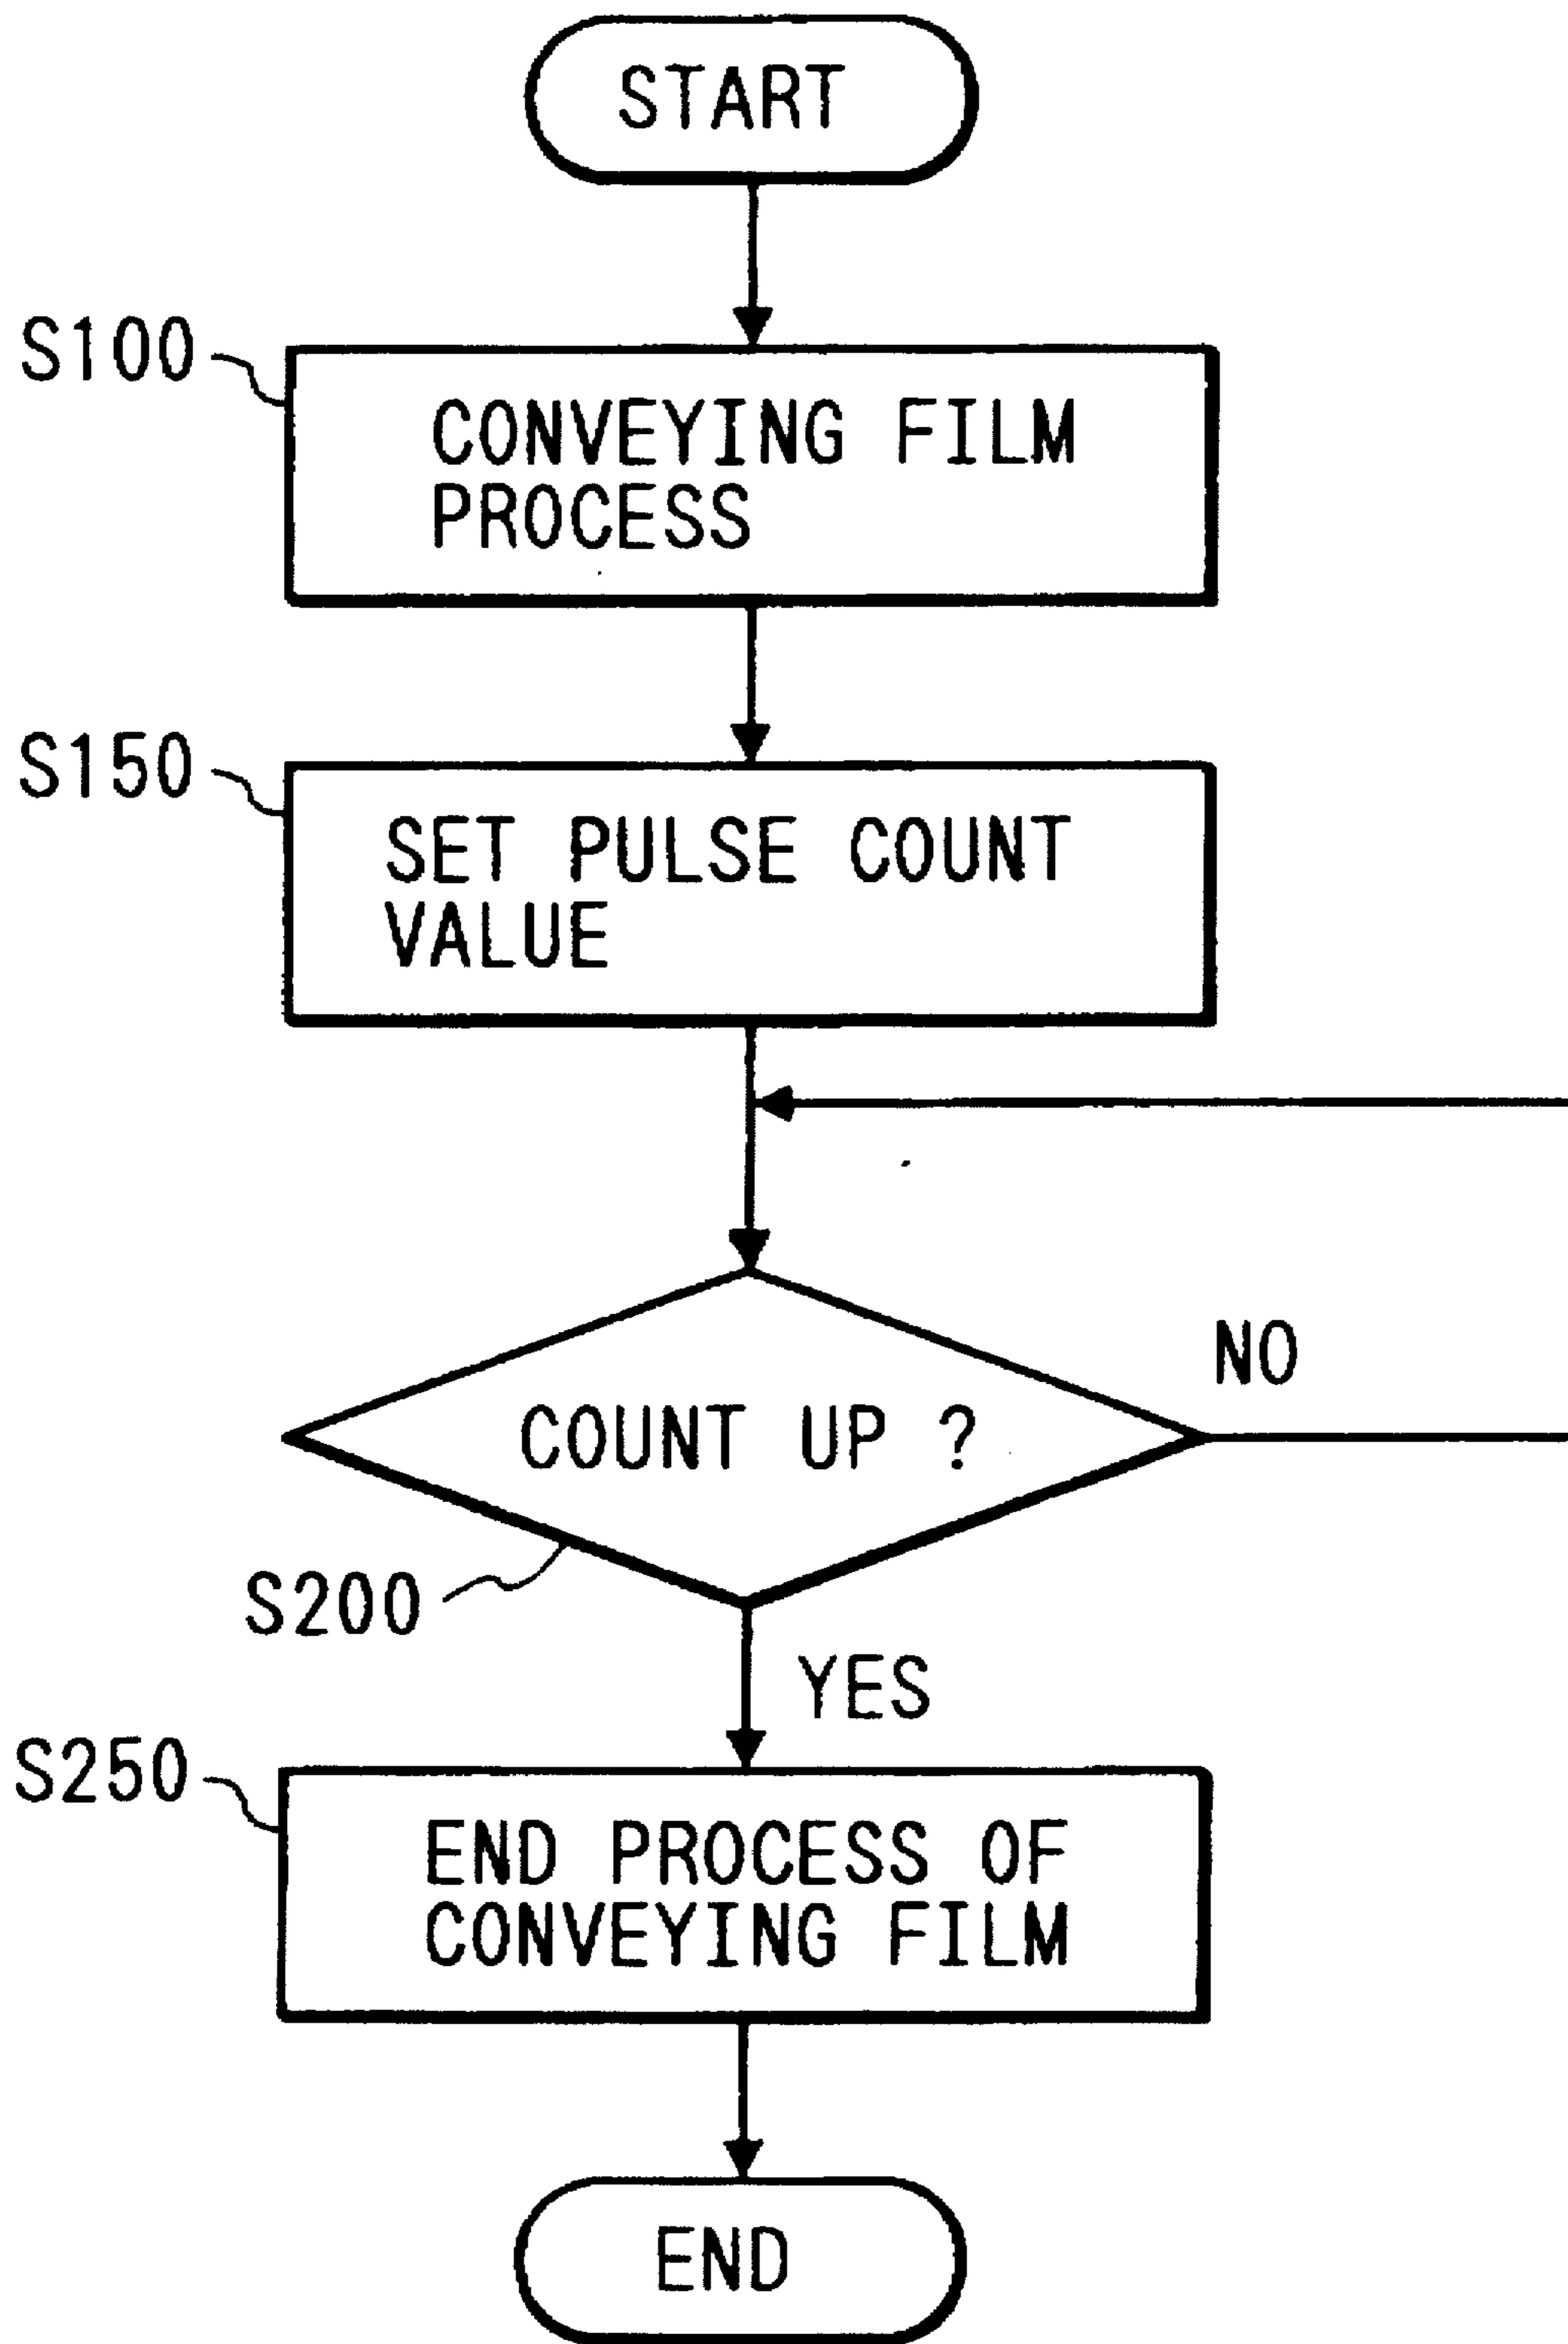 START
S100
CONVEYING FILM
PROCESS
S150
SET PULSE COUNT
VALUE
NO
COUNT UP ?
S200
YES
S250
END PROCESS OF
CONVEYING FILM
END